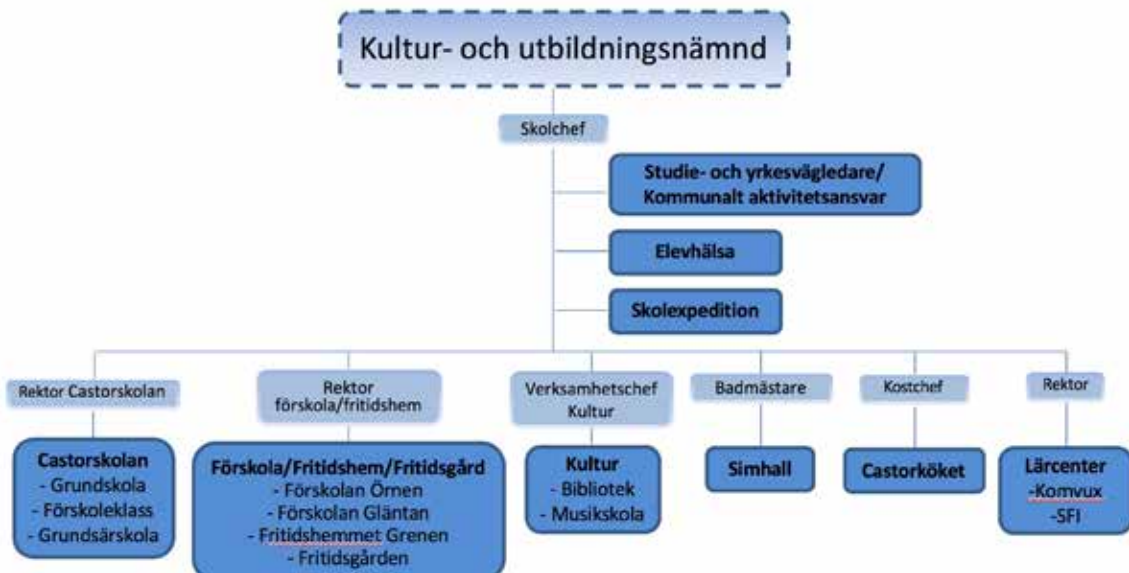 Kultur- och utbildningsnämnd
Skolchef
Studie- och yrkesvägledare/
Kommunalt aktivitetsansvar
Elevhälsa
Skolexpedition
Rektor Castorskolan
Rektor
förskola/fritidshem
Verksamhetschef
Kultur
Badmästare
Kostchef
Rektor
Castorskolan
- Grundskola
- Förskoleklass
- Grundsärskola
Förskola/Fritidshem/Fritidsgård
- Förskolan Örnen
- Förskolan Gläntan
- Fritidshemmet Grenen
- Fritidsgården
Kultur
- Bibliotek
- Musikskola
Simhall
Castorköket
Lärcenter
-Komvux
-SFI